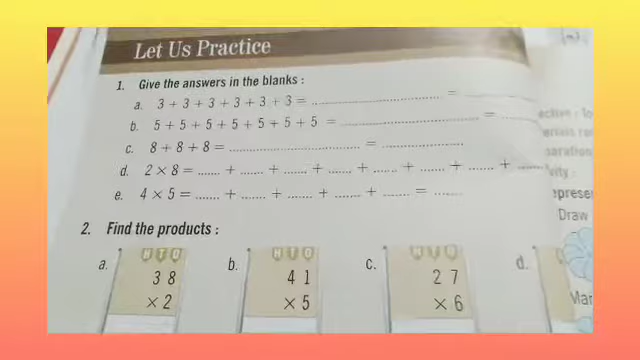 Let Us Practice
1. Give the answers in the blanks :
a. 3 + 3 + 3 + 3 + 3 + 3 = .................... = ....................
b. 5 + 5 + 5 + 5 + 5 + 5 + 5 = .................... = ..........
c. 8 + 8 + 8 = .................... = ....................
d. 2 × 8 = ...... + ...... + ...... + ...... + ...... + ...... + ...... + ......
e. 4 × 5 = ...... + ...... + ...... + ...... + ...... = ......
2. Find the products :
a. b. c. d.
H T O H T O H T O
3 8 4 1 2 7
× 2 × 5 × 6
Draw